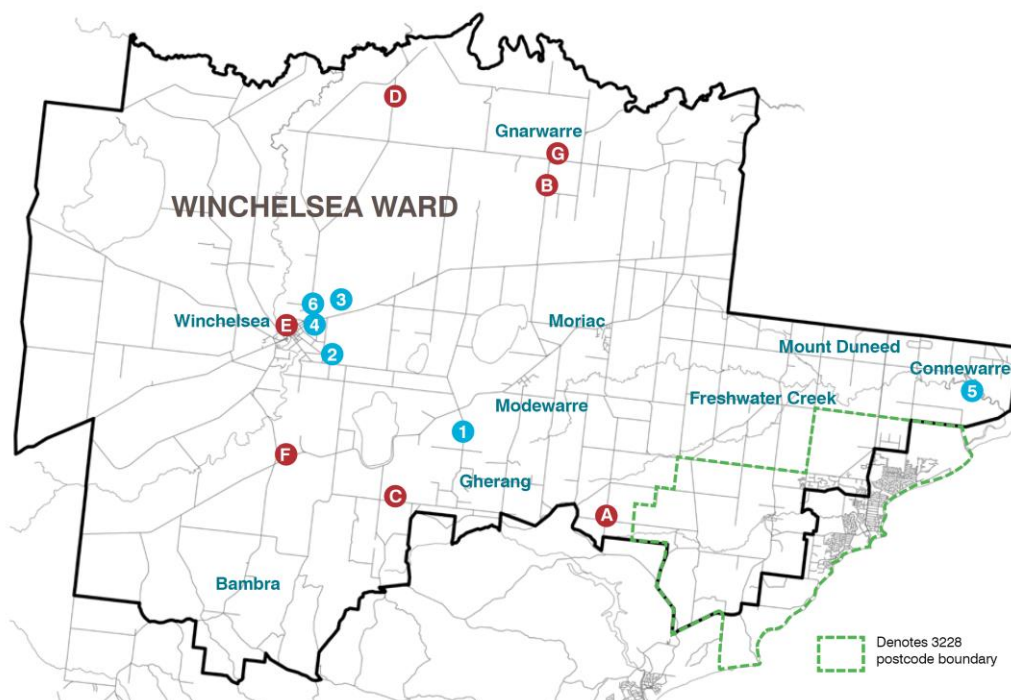 D
Gnarwarre
G
B
WINCHELSEA WARD
6
3
Winchelsea
E
4
Moriac
2
Mount Duneed
Connewarre
5
Freshwater Creek
Modewarre
1
F
Gherang
C
A
Bambra
Denotes 3228
postcode boundary